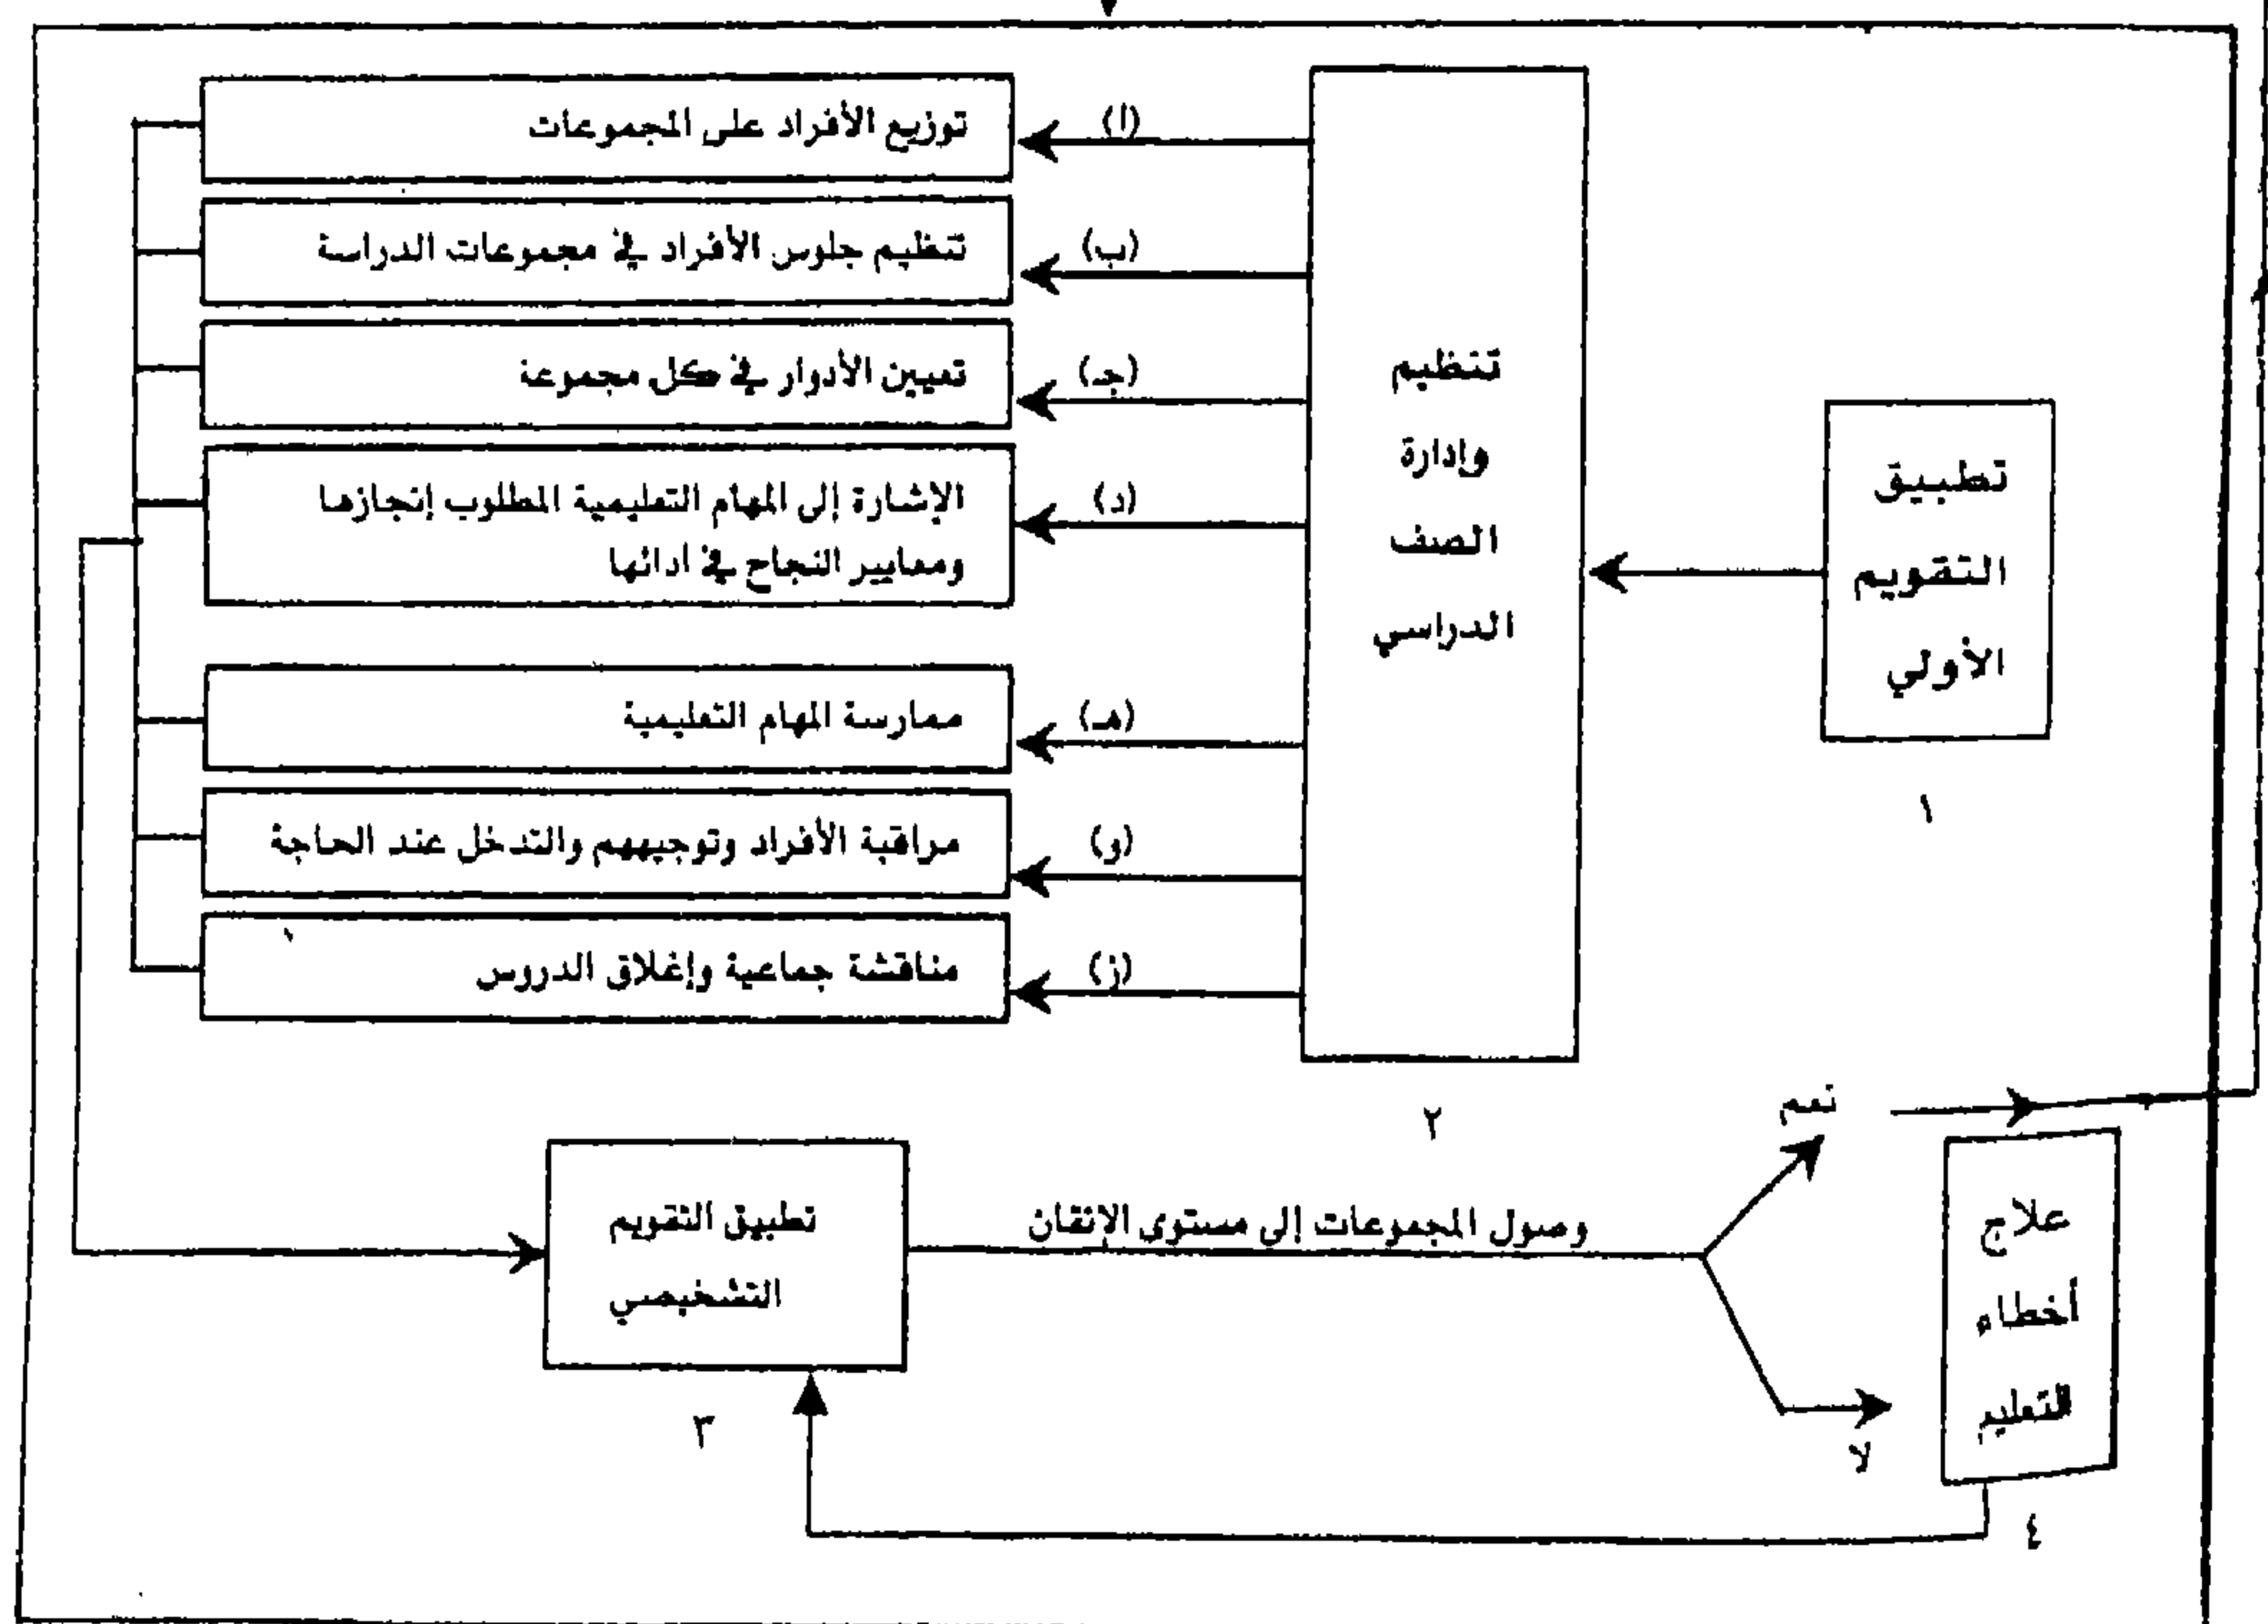 تطبيق
التقويم
الأولي
١
تنظيم
وإدارة
الصف
الدراسي
٢
(أ)
توزيع الأفراد على المجموعات
(ب)
تنظيم جلوس الأفراد في مجموعات الدراسة
(جـ)
تعيين الأدوار في كل مجموعة
(د)
الإشارة إلى المهام التعليمية المطلوب إنجازها
ومعايير النجاح في أدائها
(هـ)
ممارسة المهام التعليمية
(و)
مراقبة الأفراد وتوجيههم والتدخل عند الحاجة
(ز)
مناقشة جماعية وإغلاق الدروس
تطبيق التقويم
التشخيصي
٣
وصول المجموعات إلى مستوى الإتقان
نعم
لا
علاج
أخطاء
التعليم
٤